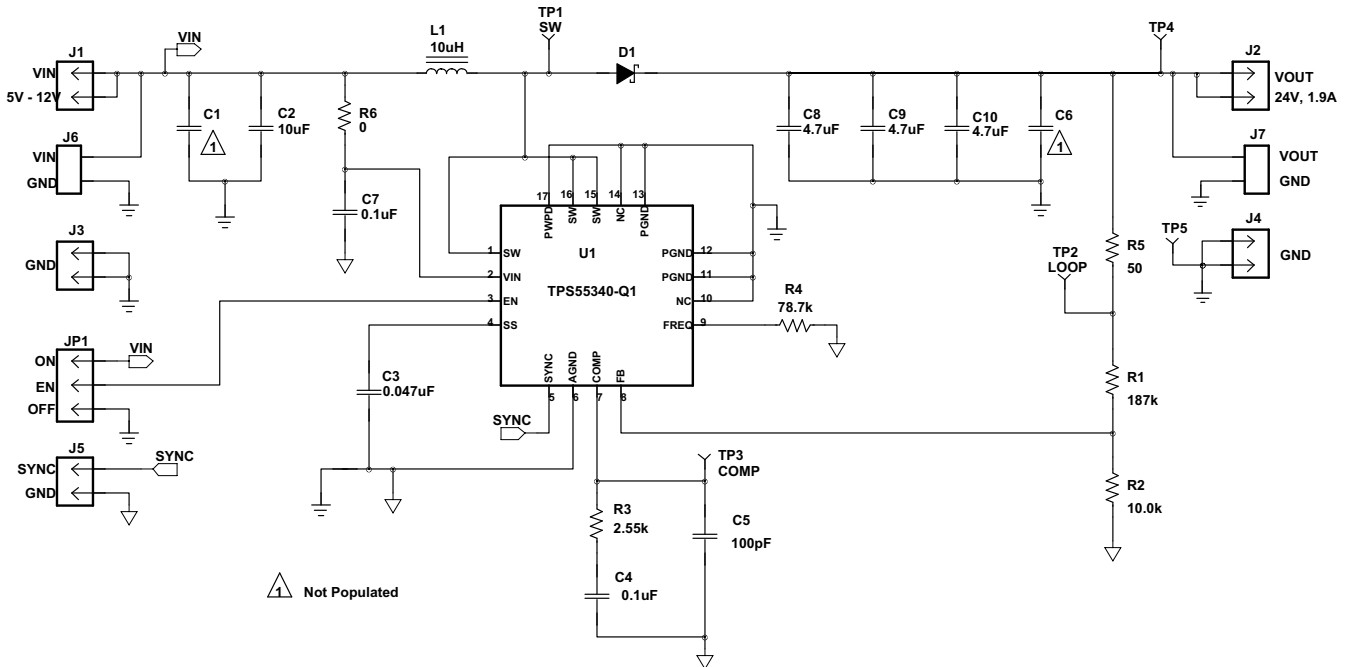 TP1
SW
TP4
VIN
L1
10uH
D1
J1
VIN
5V - 12V
J2
VOUT
24V, 1.9A
C1
1
C2
10uF
R6
0
C8
4.7uF
C9
4.7uF
C10
4.7uF
C6
1
J6
VIN
GND
J7
VOUT
GND
C7
0.1uF
17
16
15
14
13
PWPD
SW
SW
NC
PGND
J3
GND
U1
TPS55340-Q1
1
SW
2
VIN
3
EN
4
SS
PGND
12
PGND
11
NC
10
FREQ
9
R4
78.7k
TP2
LOOP
R5
50
TP5
J4
GND
JP1
ON
EN
OFF
VIN
C3
0.047uF
SYNC
AGND
COMP
FB
5
6
7
8
SYNC
R1
187k
J5
SYNC
GND
SYNC
TP3
COMP
R2
10.0k
R3
2.55k
C5
100pF
C4
0.1uF
1
Not Populated